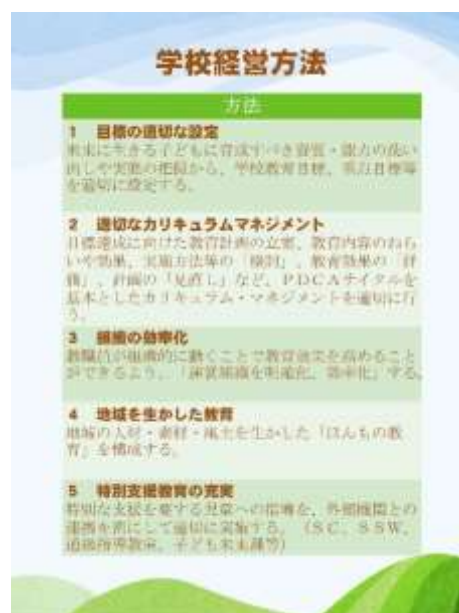 学校経営方法
方法
1 目標の適切な設定
未来に生きる子どもに育成すべき資質・能力の洗い
出しや実態の把握から、学校教育目標、重点目標等
を適切に設定する。
2 適切なカリキュラムマネジメント
目標達成に向けた教育計画の立案、教育内容のねら
いや効果、実施方法等の「検討」、教育効果の「評
価」、計画の「見直し」など、PDCAサイクルを
基本としたカリキュラム・マネジメントを適切に行
う。
3 組織の効率化
教職員が組織的に動くことで教育効果を高めること
ができるよう、「運営組織を明確化、効率化」する。
4 地域を生かした教育
地域の人材・素材・風土を生かした「ほんもの教
育」を構成する。
5 特別支援教育の充実
特別な支援を要する児童への指導を、外部機関との
連携を密にして適切に実施する。(SC、SSW、
通級指導教室、子ども未来課等)